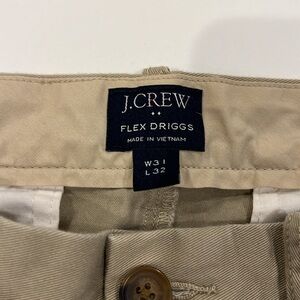 J.CREW
FLEX DRIGGS
MADE IN VIETNAM
W31
L32